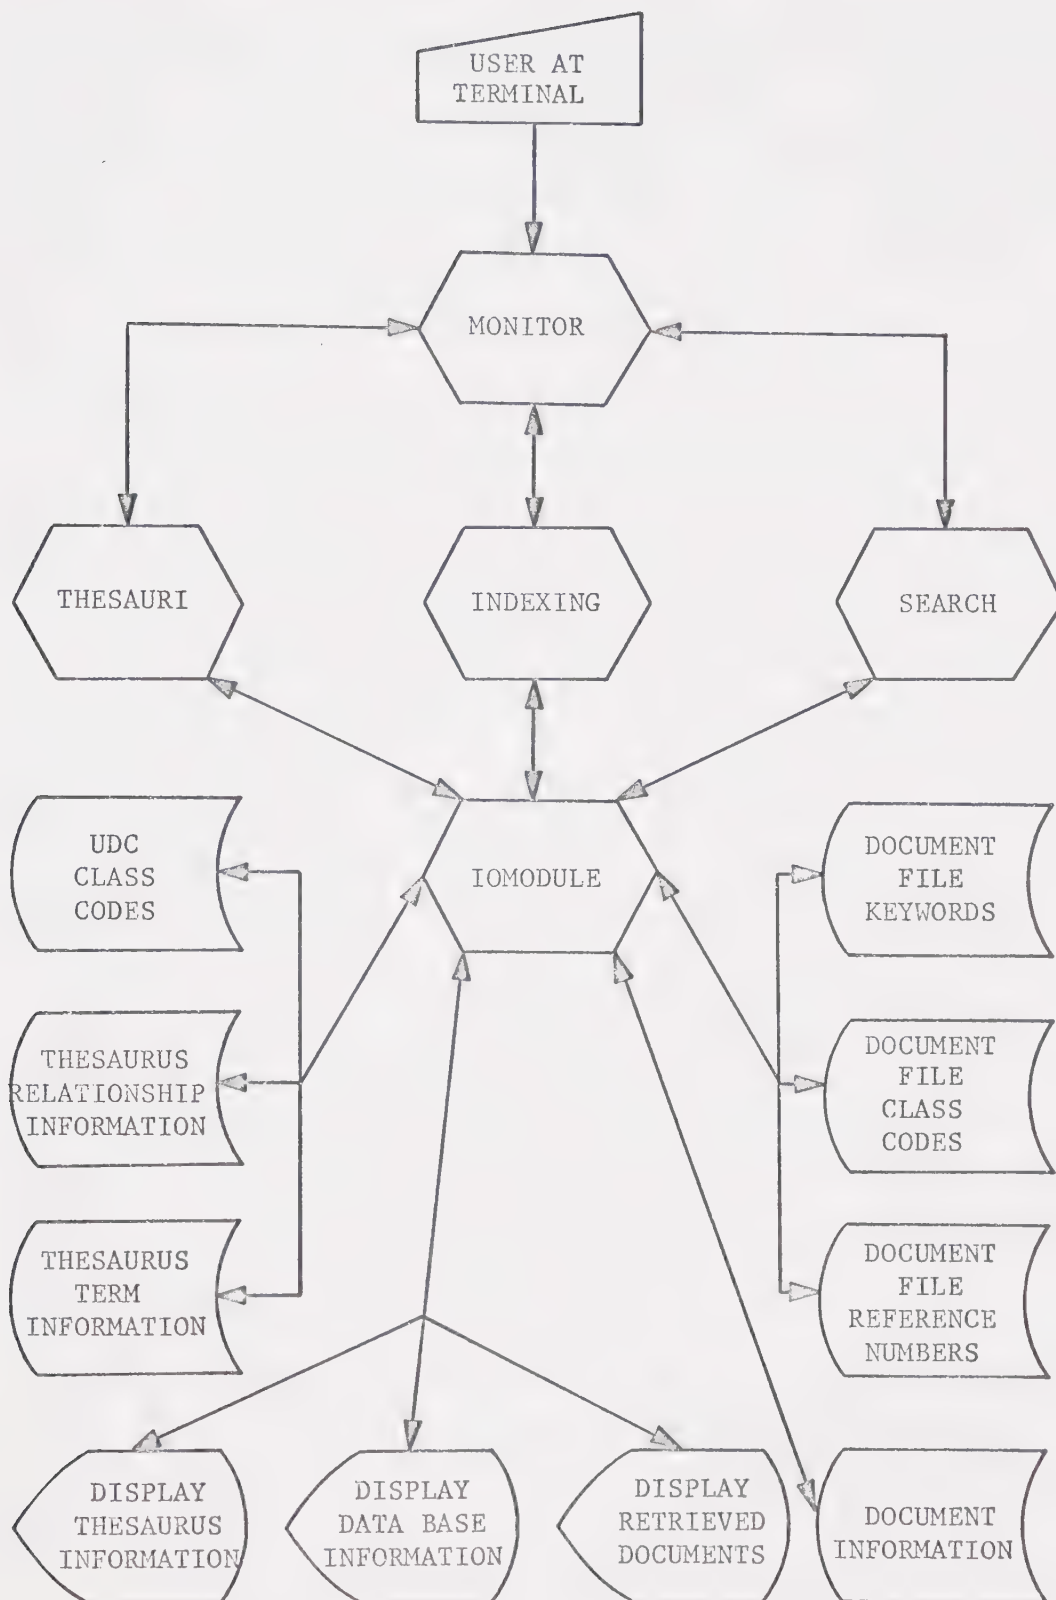 USER AT
TERMINAL
MONITOR
THESAURI
INDEXING
SEARCH
UDC
CLASS
CODES
IOMODULE
DOCUMENT
FILE
KEYWORDS
THESAURUS
RELATIONSHIP
INFORMATION
DOCUMENT
FILE
CLASS
CODES
THESAURUS
TERM
INFORMATION
DOCUMENT
FILE
REFERENCE
NUMBERS
DISPLAY
THESAURUS
INFORMATION
DISPLAY
DATA BASE
INFORMATION
DISPLAY
RETRIEVED
DOCUMENTS
DOCUMENT
INFORMATION